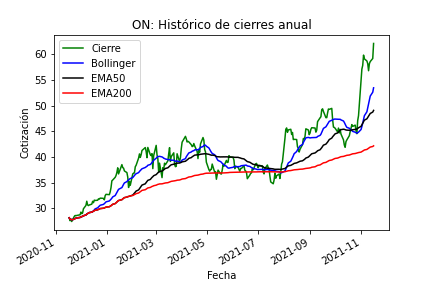 ON: Histórico de cierres anual
Cierre
Bollinger
EMA50
EMA200
Cotización
60
55
50
45
40
35
30
2020-11
2021-01
2021-03
2021-05
2021-07
2021-09
2021-11
Fecha